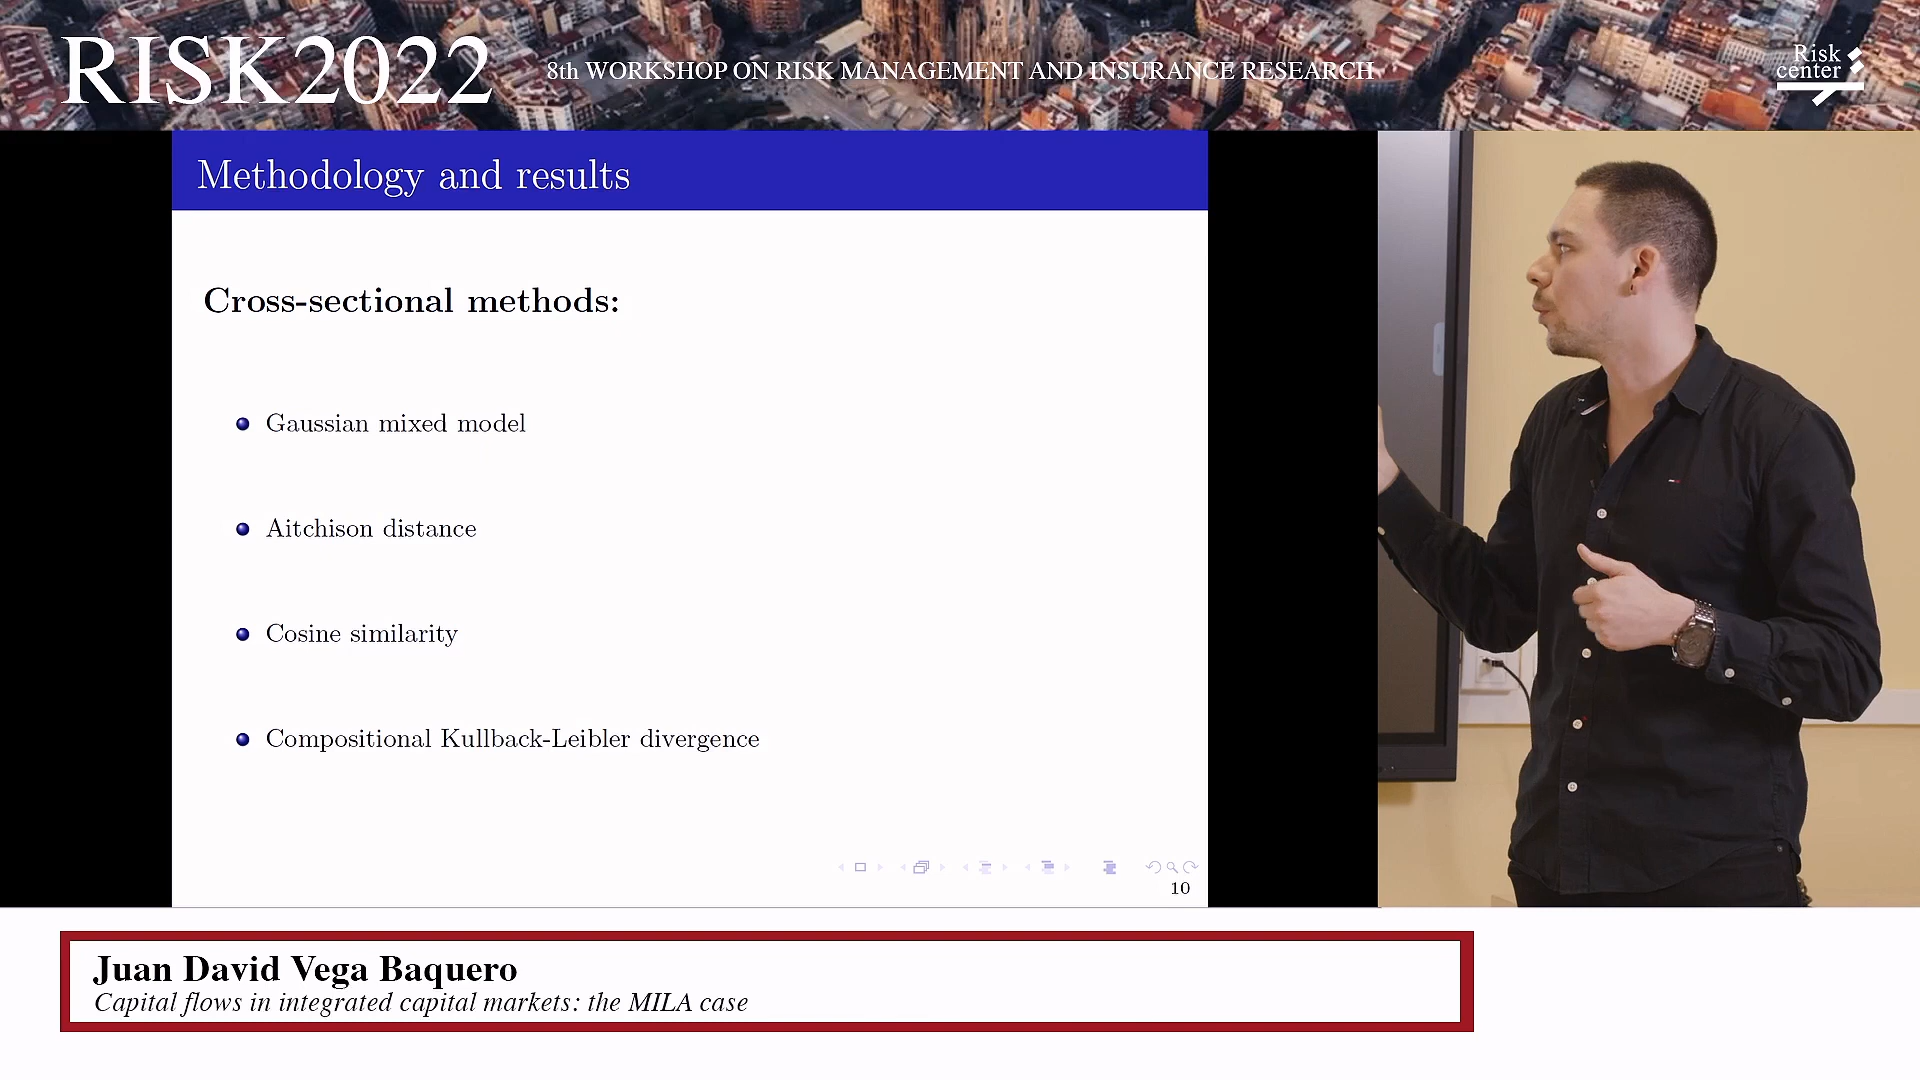 RISK2022
8th WORKSHOP ON RISK MANAGEMENT AND INSURANCE RESEARCH
Risk
center
Methodology and results
Cross-sectional methods:
Gaussian mixed model
Aitchison distance
Cosine similarity
Compositional Kullback-Leibler divergence
10
Juan David Vega Baquero
Capital flows in integrated capital markets: the MILA case